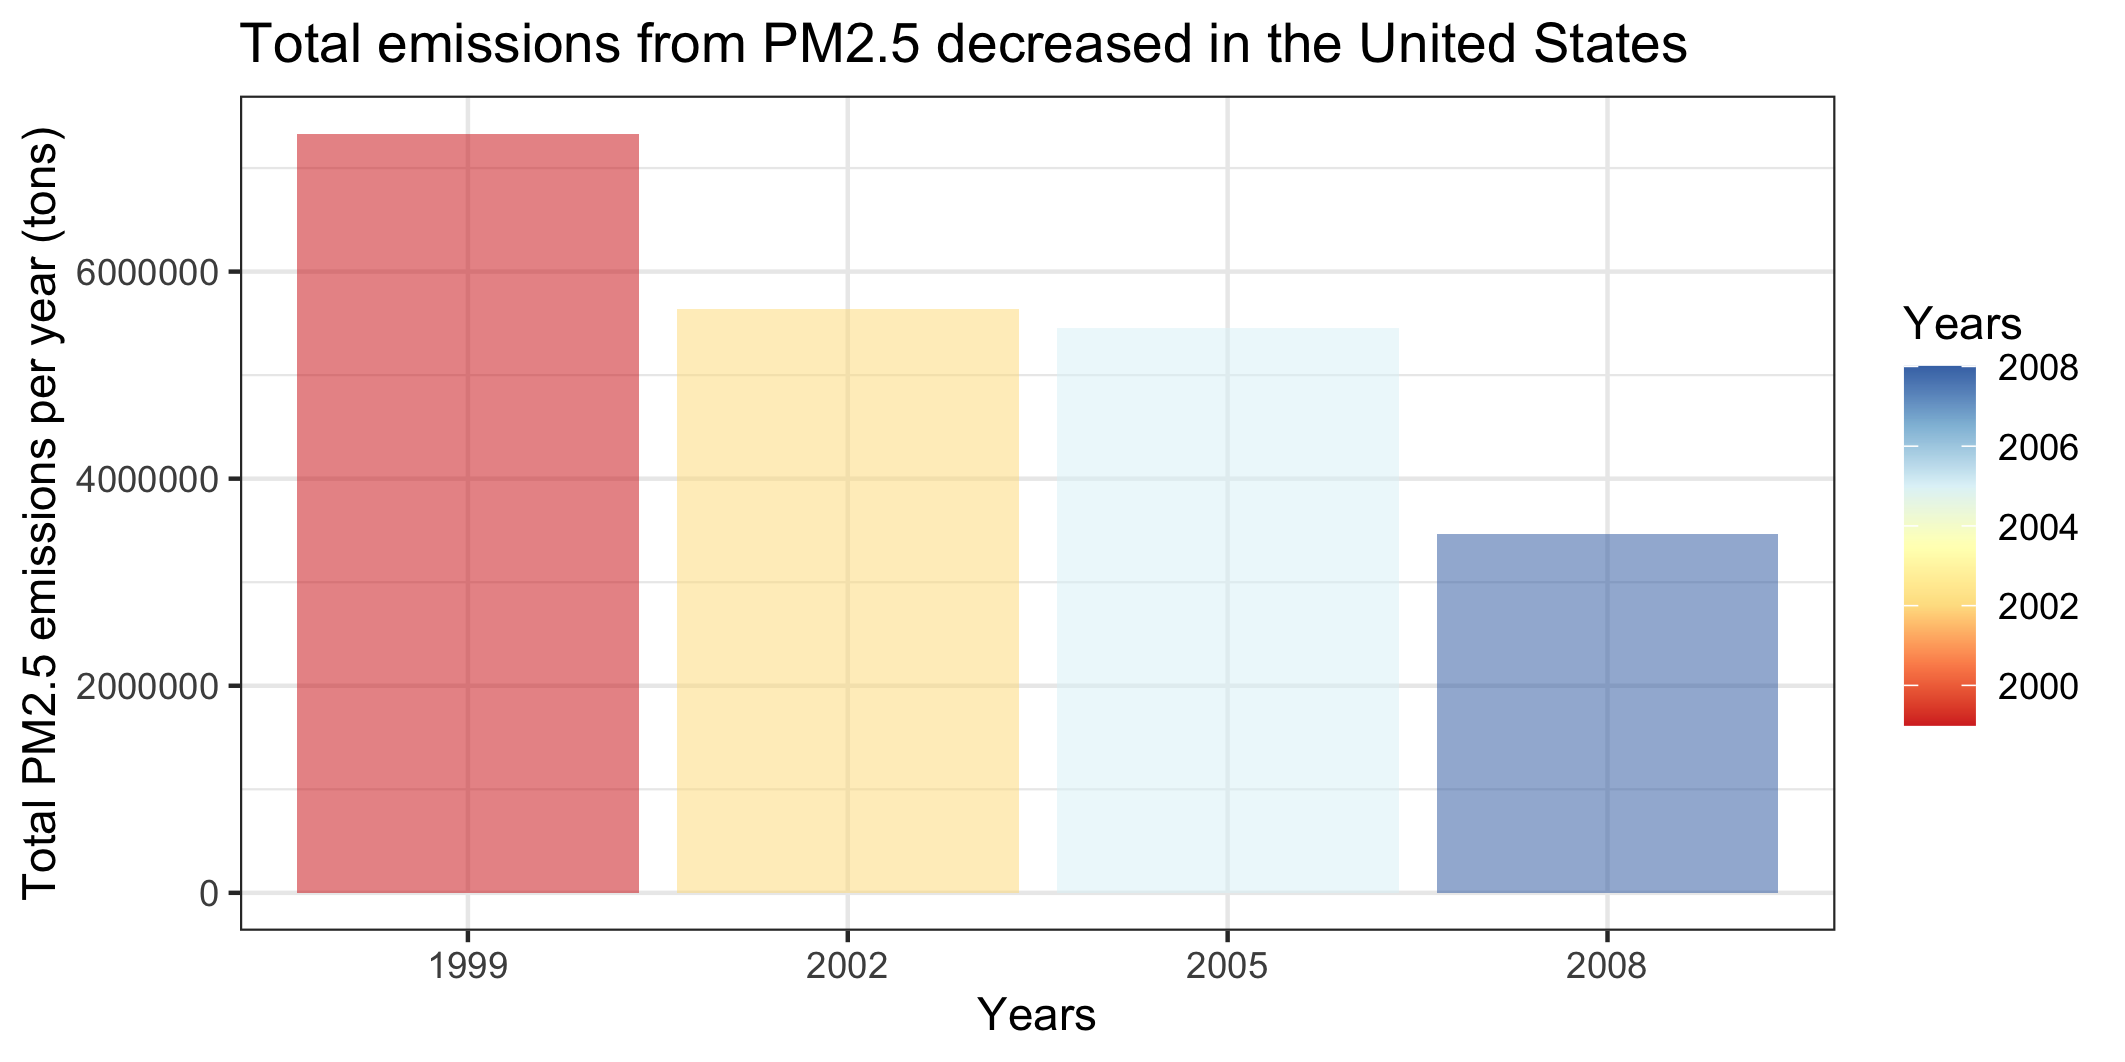 Total emissions from PM2.5 decreased in the United States
Total PM2.5 emissions per year (tons)
6000000
4000000
2000000
0
1999 2002 2005 2008
Years
Years
2008
2006
2004
2002
2000